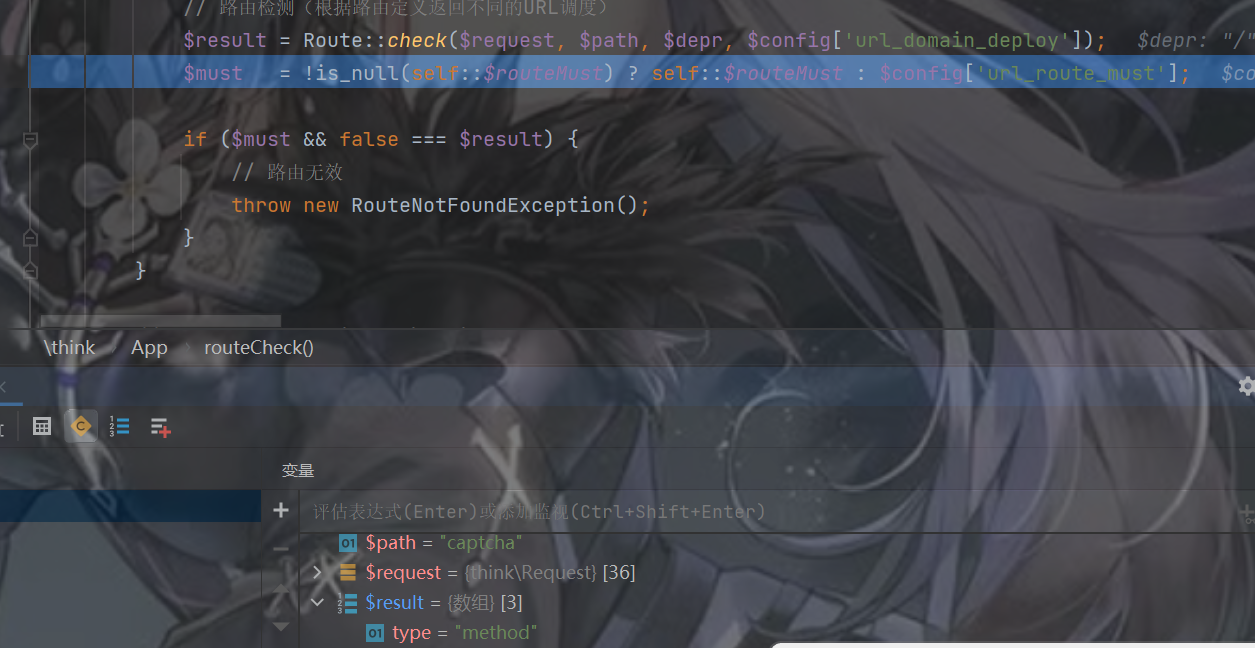 // 路由检测（根据路由定义返回不同的URL调度）
$result = Route::check($request, $path, $depr, $config['url_domain_deploy']); $depr: "/"
$must = !is_null(self::$routeMust) ? self::$routeMust : $config['url_route_must']; $co
if ($must && false === $result) {
// 路由无效
throw new RouteNotFoundException();
}
}
\think App routeCheck()
变量
评估表达式(Enter)或添加监视(Ctrl+Shift+Enter)
01 $path = "captcha"
$request = {think\Request} [36]
$result = {数组} [3]
01 type = "method"